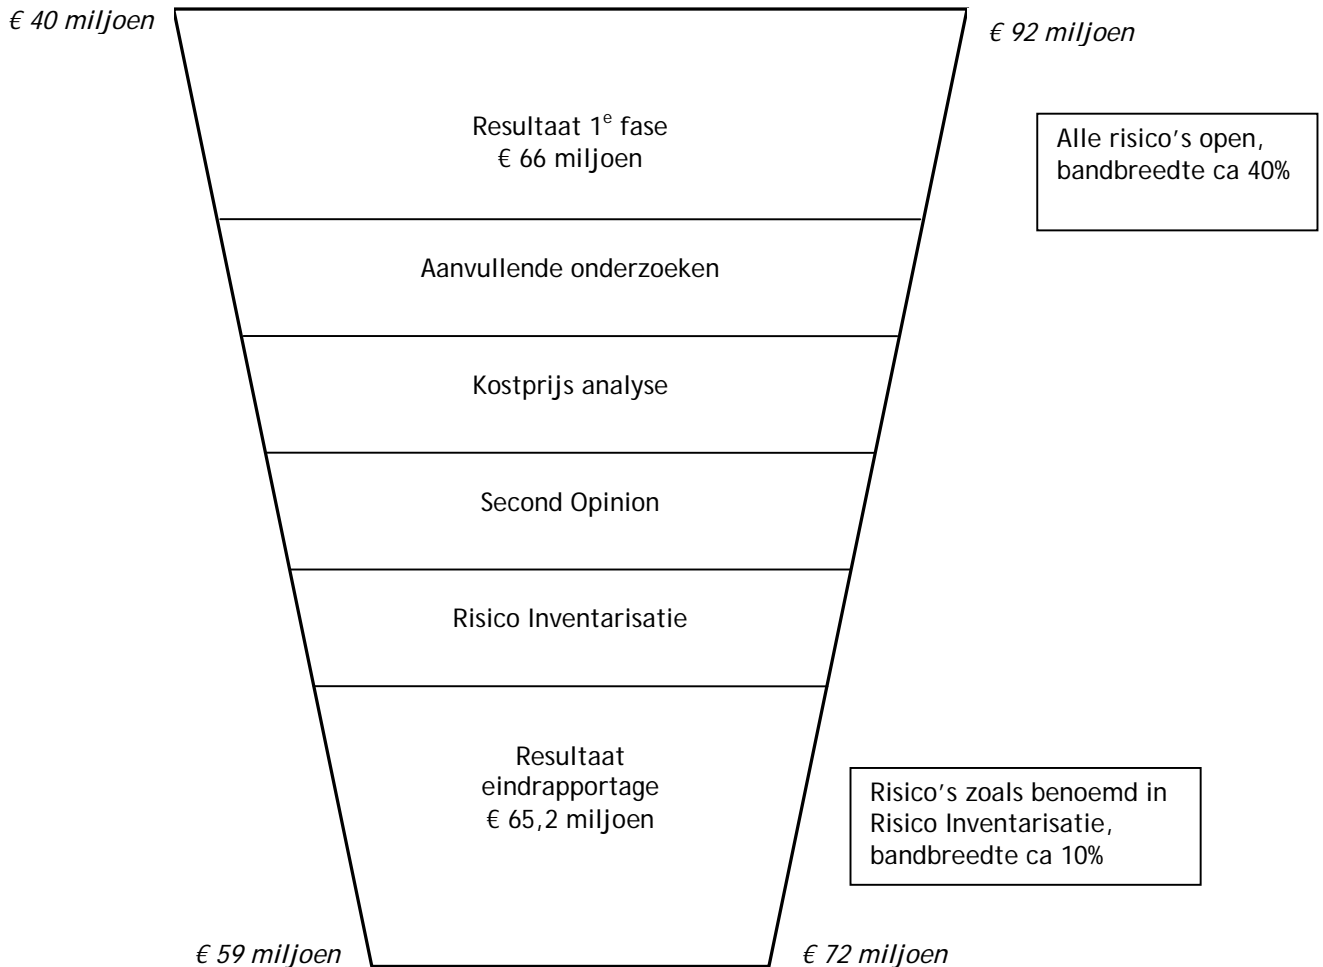 € 40 miljoen
€ 92 miljoen
Resultaat 1e fase
€ 66 miljoen
Alle risico's open,
bandbreedte ca 40%
Aanvullende onderzoeken
Kostprijs analyse
Second Opinion
Risico Inventarisatie
Resultaat
eindrapportage
€ 65,2 miljoen
Risico's zoals benoemd in
Risico Inventarisatie,
bandbreedte ca 10%
€ 59 miljoen
€ 72 miljoen